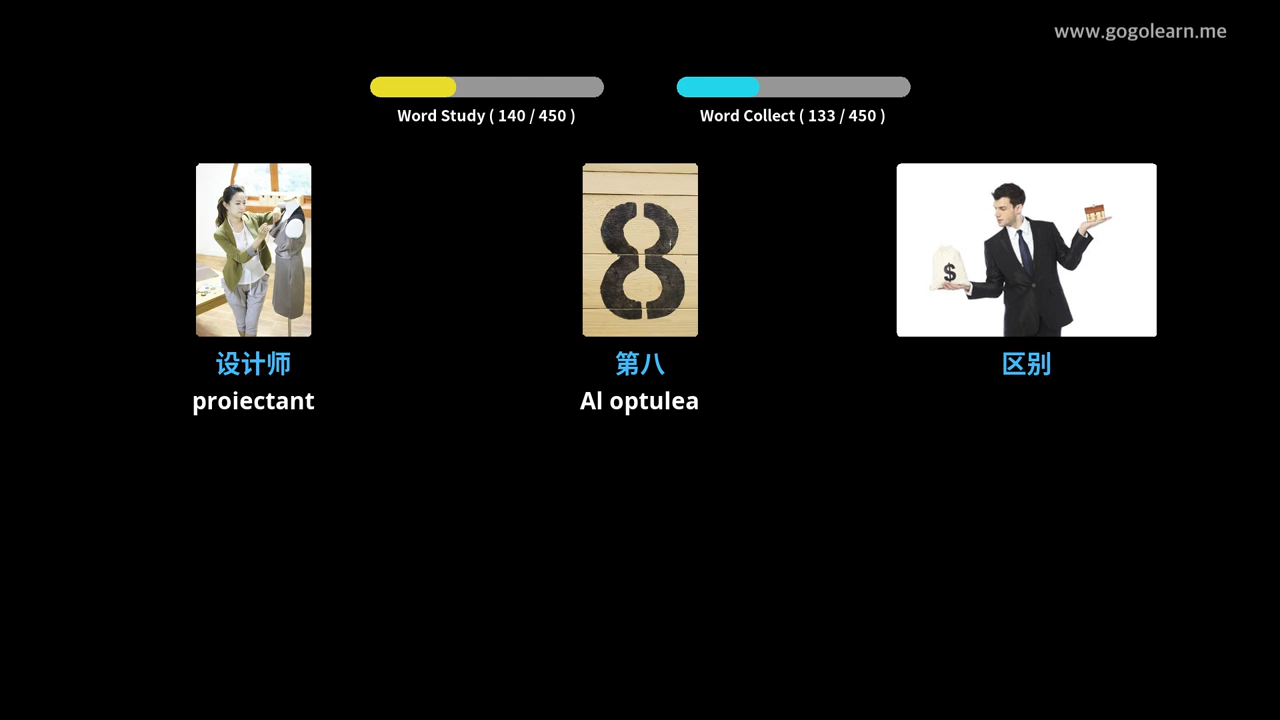 www.gogolearn.me
Word Study ( 140 / 450 )
Word Collect ( 133 / 450 )
8
$
设计师
第八
区别
proiectant
Al optulea